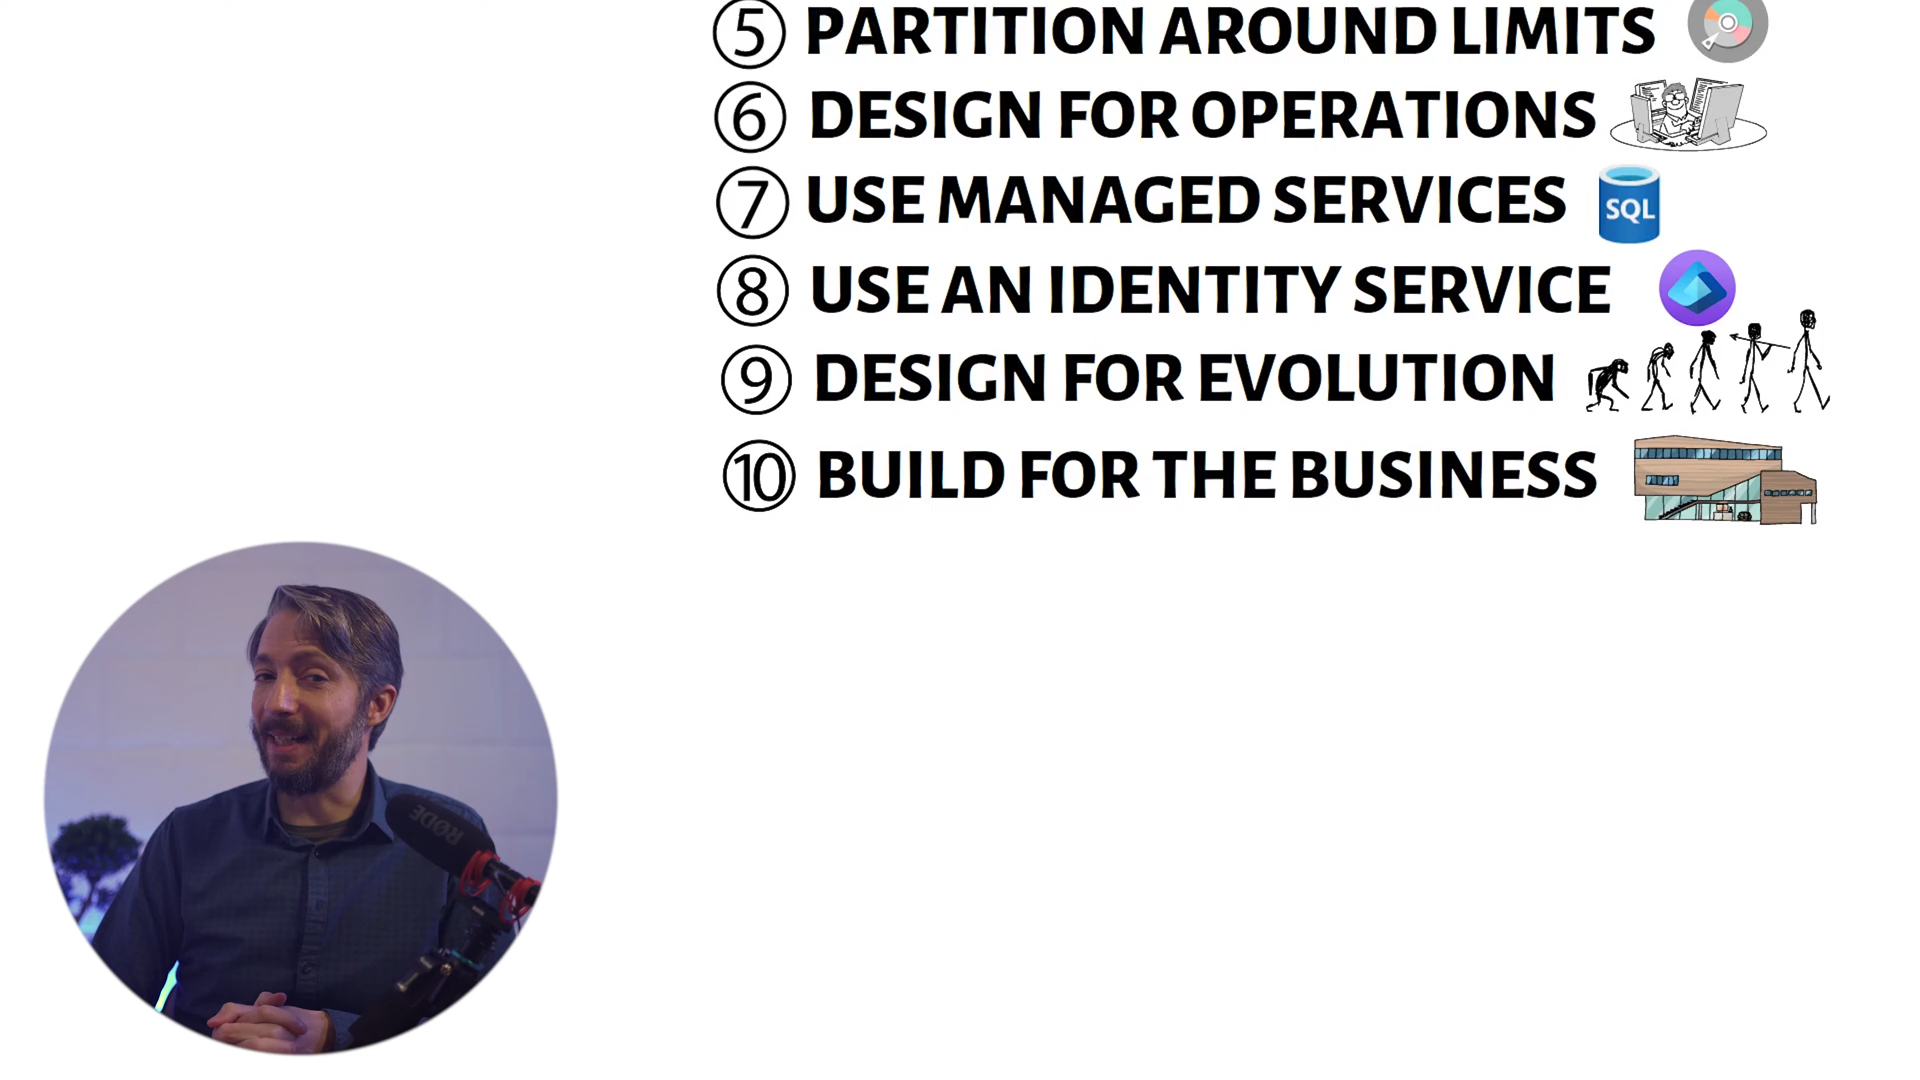 ⑤ PARTITION AROUND LIMITS
⑥ DESIGN FOR OPERATIONS
⑦ USE MANAGED SERVICES SQL
⑧ USE AN IDENTITY SERVICE
⑨ DESIGN FOR EVOLUTION
⑩ BUILD FOR THE BUSINESS
RØDE